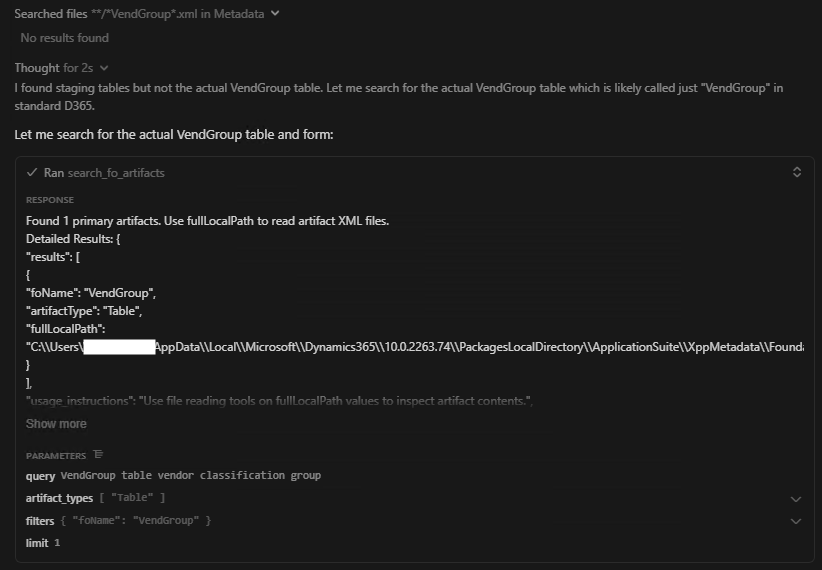 Searched files **/*VendGroup*.xml in Metadata
No results found
Thought for 2s
I found staging tables but not the actual VendGroup table. Let me search for the actual VendGroup table which is likely called just "VendGroup" in
standard D365.
Let me search for the actual VendGroup table and form:
Ran search_fo_artifacts
RESPONSE
Found 1 primary artifacts. Use fullLocalPath to read artifact XML files.
Detailed Results: {
"results": [
{
"foName": "VendGroup",
"artifactType": "Table",
"fullLocalPath":
"C:\\Users\ AppData\\Local\\Microsoft\\Dynamics365\\10.0.2263.74\\PackagesLocalDirectory\\ApplicationSuite\\XppMetadata\\Founda
}
],
"usage_instructions": "Use file reading tools on fullLocalPath values to inspect artifact contents.",
Show more
PARAMETERS
query VendGroup table vendor classification group
artifact_types [ "Table" ]
filters { "foName": "VendGroup" }
limit 1